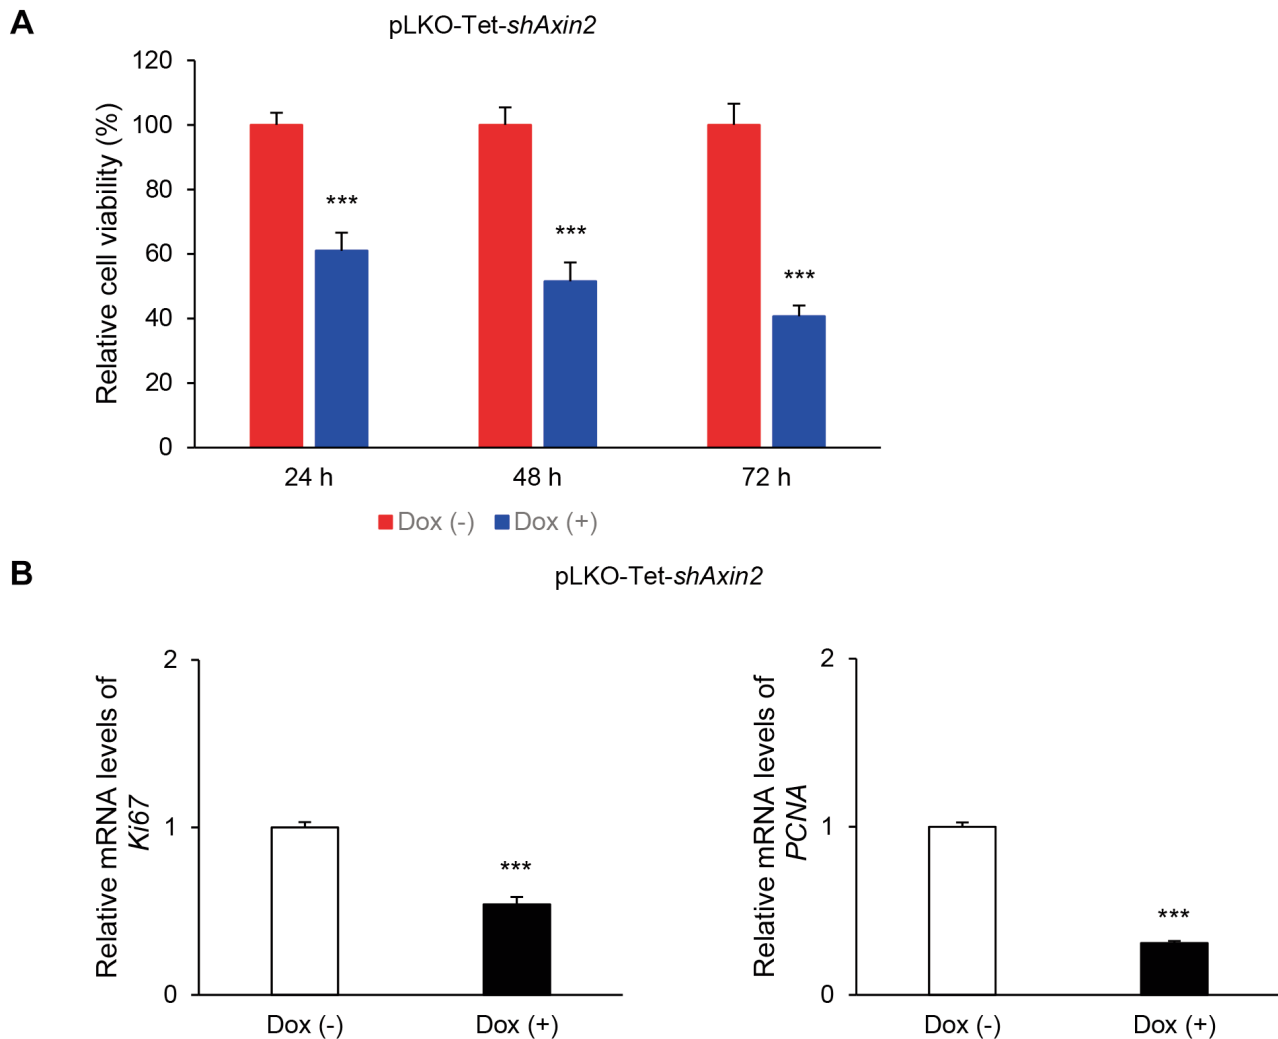 A
pLKO-Tet-shAxin2
Relative cell viability (%)
120
100
80
60
40
20
0
***
***
***
24 h
48 h
72 h
Dox (-)
Dox (+)
B
pLKO-Tet-shAxin2
Relative mRNA levels of
Ki67
2
1
0
***
Dox (-)
Dox (+)
Relative mRNA levels of
PCNA
2
1
0
***
Dox (-)
Dox (+)